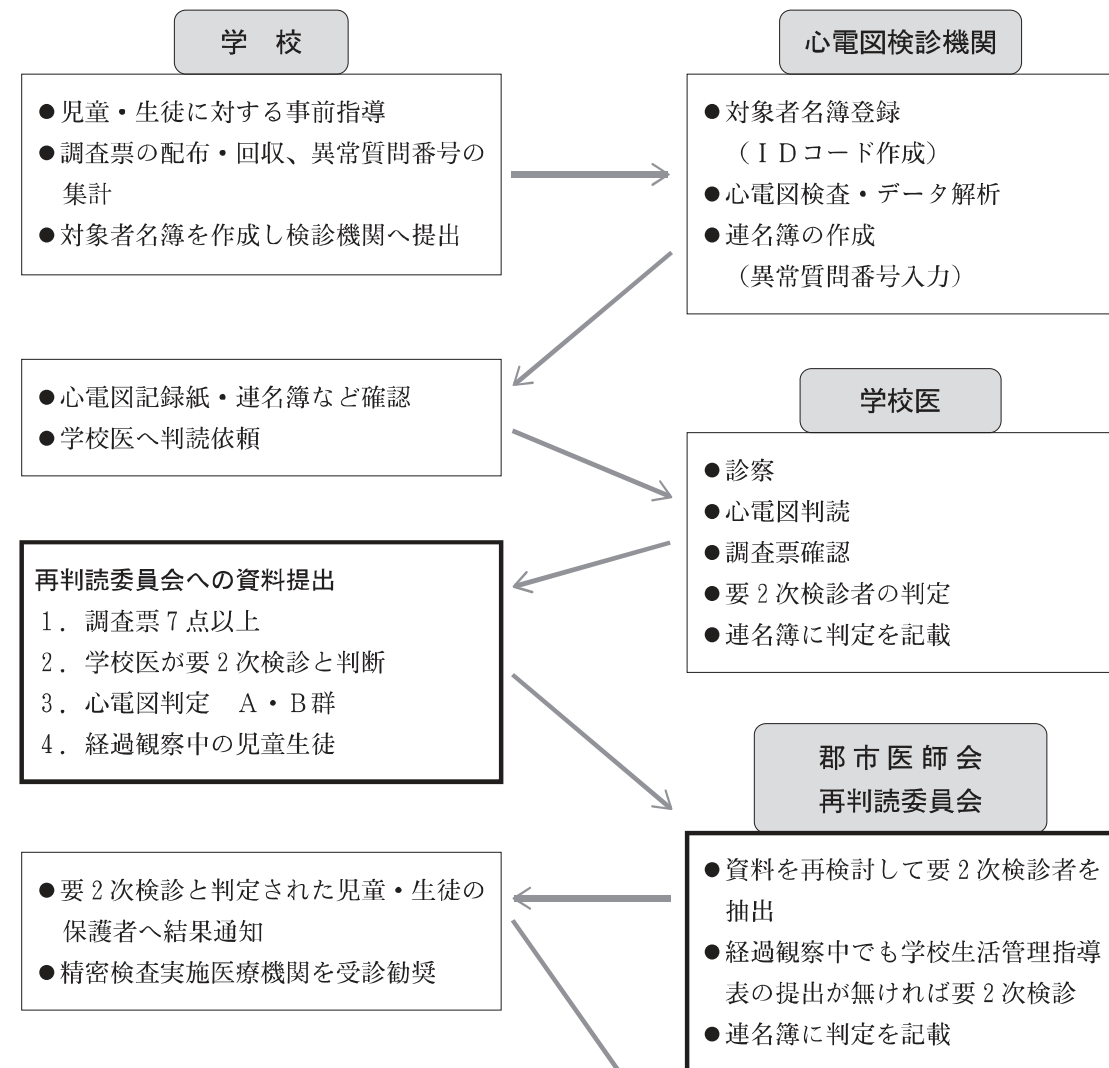 学 校
● 児童・生徒に対する事前指導
● 調査票の配布・回収、異常質問番号の
集計
● 対象者名簿を作成し検診機関へ提出
心電図検診機関
● 対象者名簿登録
（ＩＤコード作成）
● 心電図検査・データ解析
● 連名簿の作成
（異常質問番号入力）
● 心電図記録紙・連名簿など確認
● 学校医へ判読依頼
学校医
● 診察
● 心電図判読
● 調査票確認
● 要２次検診者の判定
● 連名簿に判定を記載
再判読委員会への資料提出
１．調査票７点以上
２．学校医が要２次検診と判断
３．心電図判定　Ａ・Ｂ群
４．経過観察中の児童生徒
郡 市 医 師 会
再判読委員会
● 資料を再検討して要２次検診者を
抽出
● 経過観察中でも学校生活管理指導
表の提出が無ければ要２次検診
● 連名簿に判定を記載
● 要２次検診と判定された児童・生徒の
保護者へ結果通知
● 精密検査実施医療機関を受診勧奨